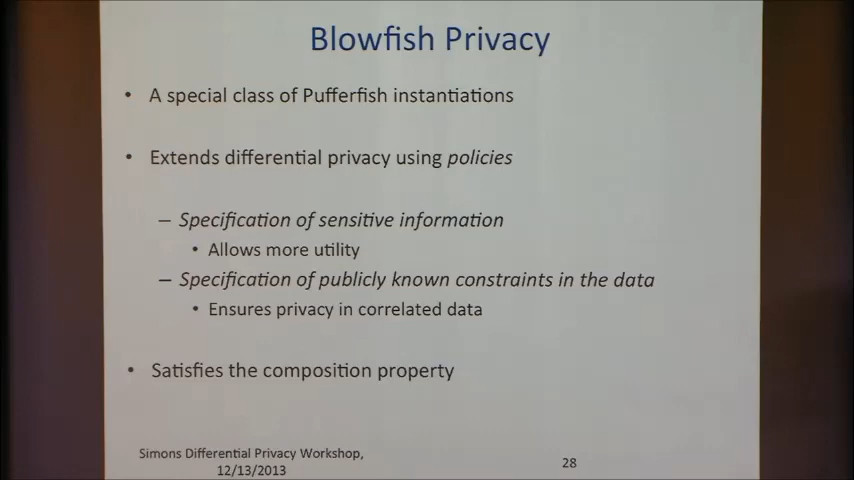 Blowfish Privacy
• A special class of Pufferfish instantiations
• Extends differential privacy using policies
– Specification of sensitive information
• Allows more utility
– Specification of publicly known constraints in the data
• Ensures privacy in correlated data
• Satisfies the composition property
Simons Differential Privacy Workshop,
12/13/2013
28